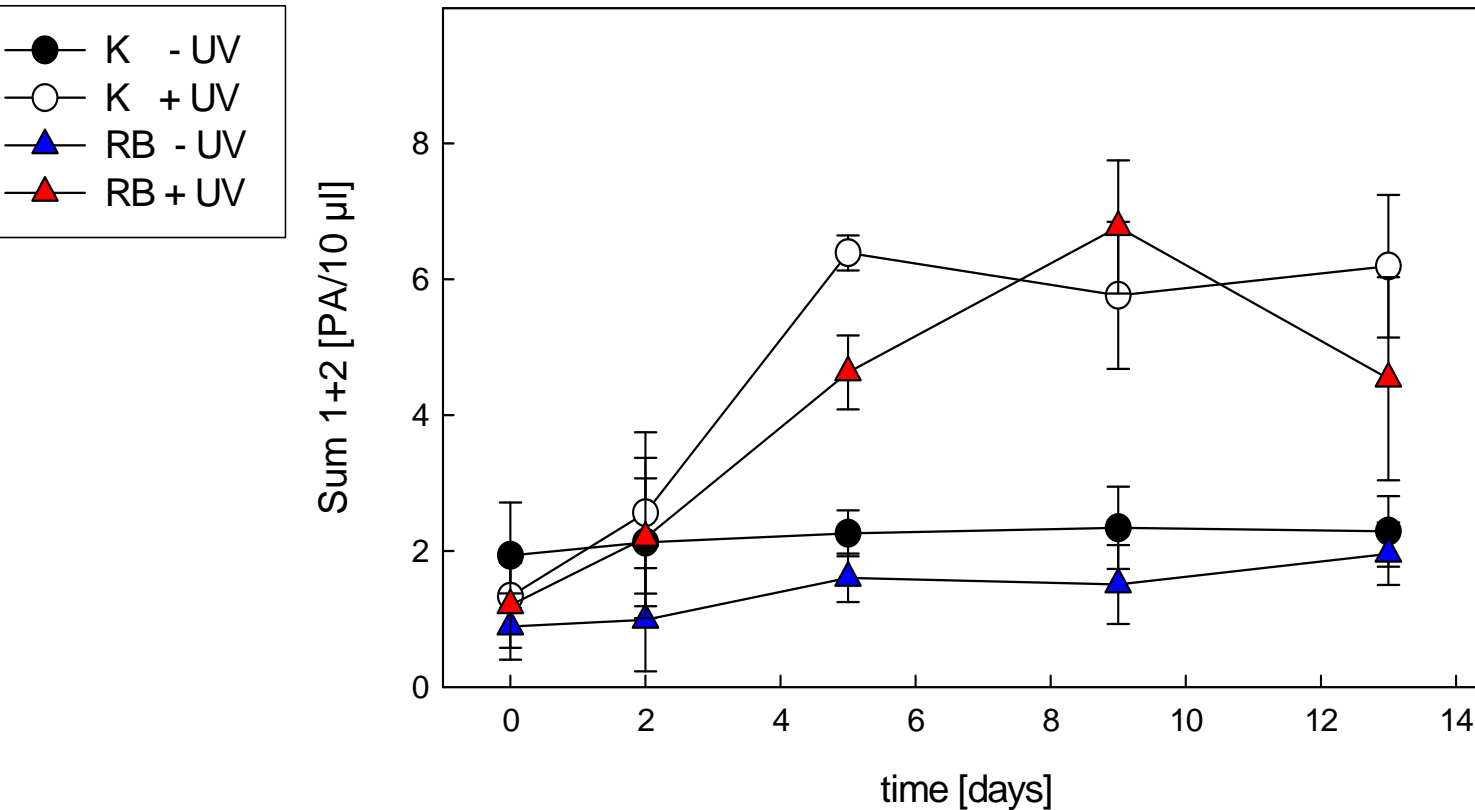 K - UV
K + UV
RB - UV
RB + UV
Sum 1+2 [PA/10 µl]
8
6
4
2
0
0 2 4 6 8 10 12 14
time [days]